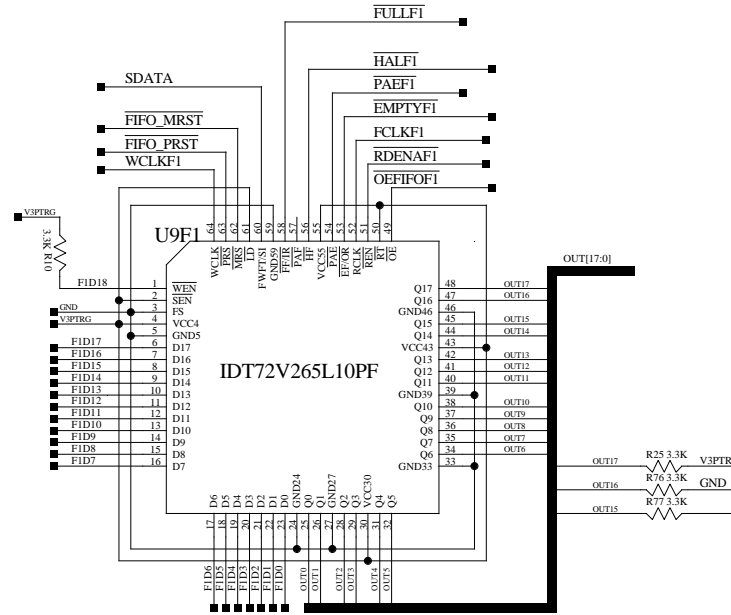 FULLF1
HALF1
SDATA
PAEF1
EMPTYF1
FIFO_MRST
FCLKF1
FIFO_PRST
RDENAF1
WCLKF1
OEFIFOF1
V3PTRG
3.3K R10
U9F1
64 63 62 61 60 59 58 57 56 55 54 53 52 51 50 49
WCLK PRS MRS LD FWFT/SI GND59 FF/IR PAF HF VCC55 PAE EF/OR RCLK REN RT OE
OUT[17:0]
F1D18 1 WEN
2 SEN
GND 3 FS
V3PTRG 4 VCC4
5 GND5
F1D17 6 D17
F1D16 7 D16
F1D15 8 D15
F1D14 9 D14
F1D13 10 D13
F1D12 11 D12
F1D11 12 D11
F1D10 13 D10
F1D9 14 D9
F1D8 15 D8
F1D7 16 D7
IDT72V265L10PF
Q17 48 OUT17
Q16 47 OUT16
GND46 46
Q15 45 OUT15
Q14 44 OUT14
VCC43 43
Q13 42 OUT13
Q12 41 OUT12
Q11 40 OUT11
GND39 39
Q10 38 OUT10
Q9 37 OUT9
Q8 36 OUT8
Q7 35 OUT7
Q6 34 OUT6
GND33 33
OUT17 R25 3.3K V3PTR
OUT16 R76 3.3K GND
OUT15 R77 3.3K
D6 D5 D4 D3 D2 D1 D0 GND24 Q0 Q1 GND27 Q2 Q3 VCC30 Q4 Q5
17 18 19 20 21 22 23 24 25 26 27 28 29 30 31 32
F1D6 F1D5 F1D4 F1D3 F1D2 F1D1 F1D0 OUT0 OUT1 OUT2 OUT3 OUT4 OUT5